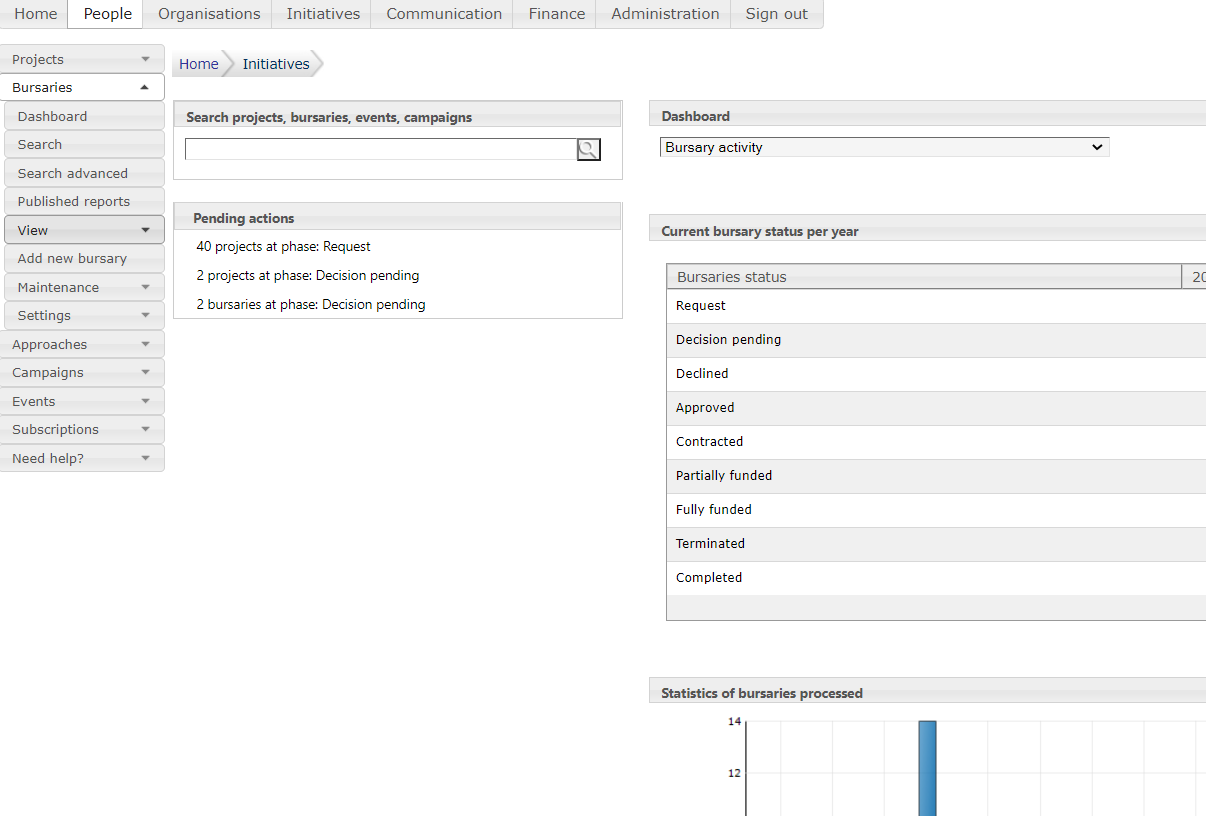 Home People Organisations Initiatives Communication Finance Administration Sign out
Projects
Bursaries
Dashboard
Search
Search advanced
Published reports
View
Add new bursary
Maintenance
Settings
Approaches
Campaigns
Events
Subscriptions
Need help?
Home Initiatives
Search projects, bursaries, events, campaigns
Pending actions
40 projects at phase: Request
2 projects at phase: Decision pending
2 bursaries at phase: Decision pending
Dashboard
Bursary activity
Current bursary status per year
Bursaries status
Request
Decision pending
Declined
Approved
Contracted
Partially funded
Fully funded
Terminated
Completed
Statistics of bursaries processed
14
12